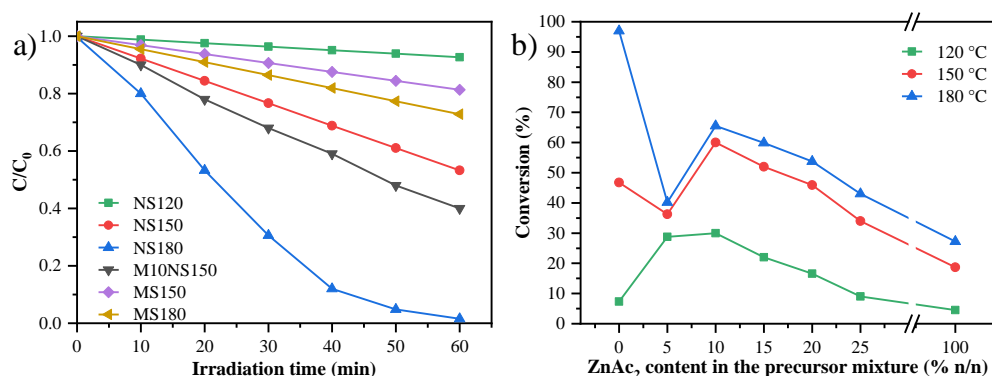 a)
1.0
0.8
0.6
0.4
0.2
0.0
C/C₀
NS120
NS150
NS180
M10NS150
MS150
MS180
0 10 20 30 40 50 60
Irradiation time (min)
b)
100
90
80
70
60
50
40
30
20
10
0
Conversion (%)
120 °C
150 °C
180 °C
0 5 10 15 20 25 100
ZnAc₂ content in the precursor mixture (% n/n)